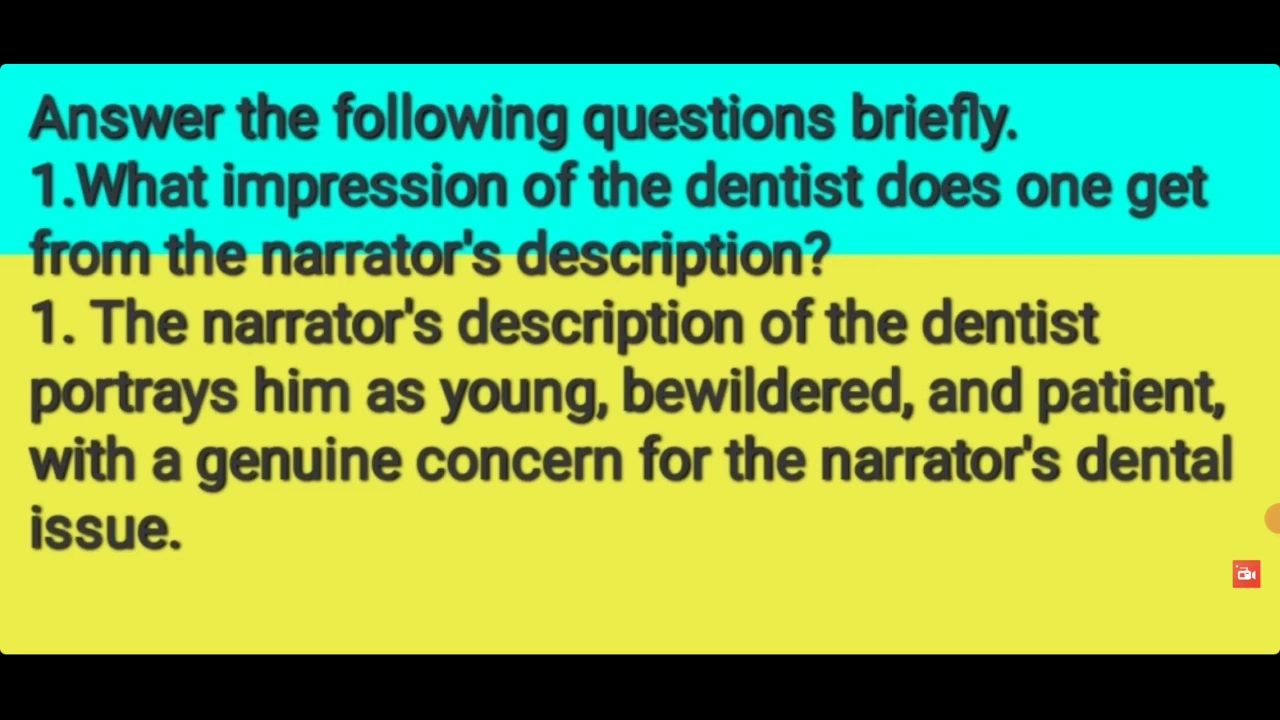 Answer the following questions briefly.
1.What impression of the dentist does one get
from the narrator's description?
1. The narrator's description of the dentist
portrays him as young, bewildered, and patient,
with a genuine concern for the narrator's dental
issue.